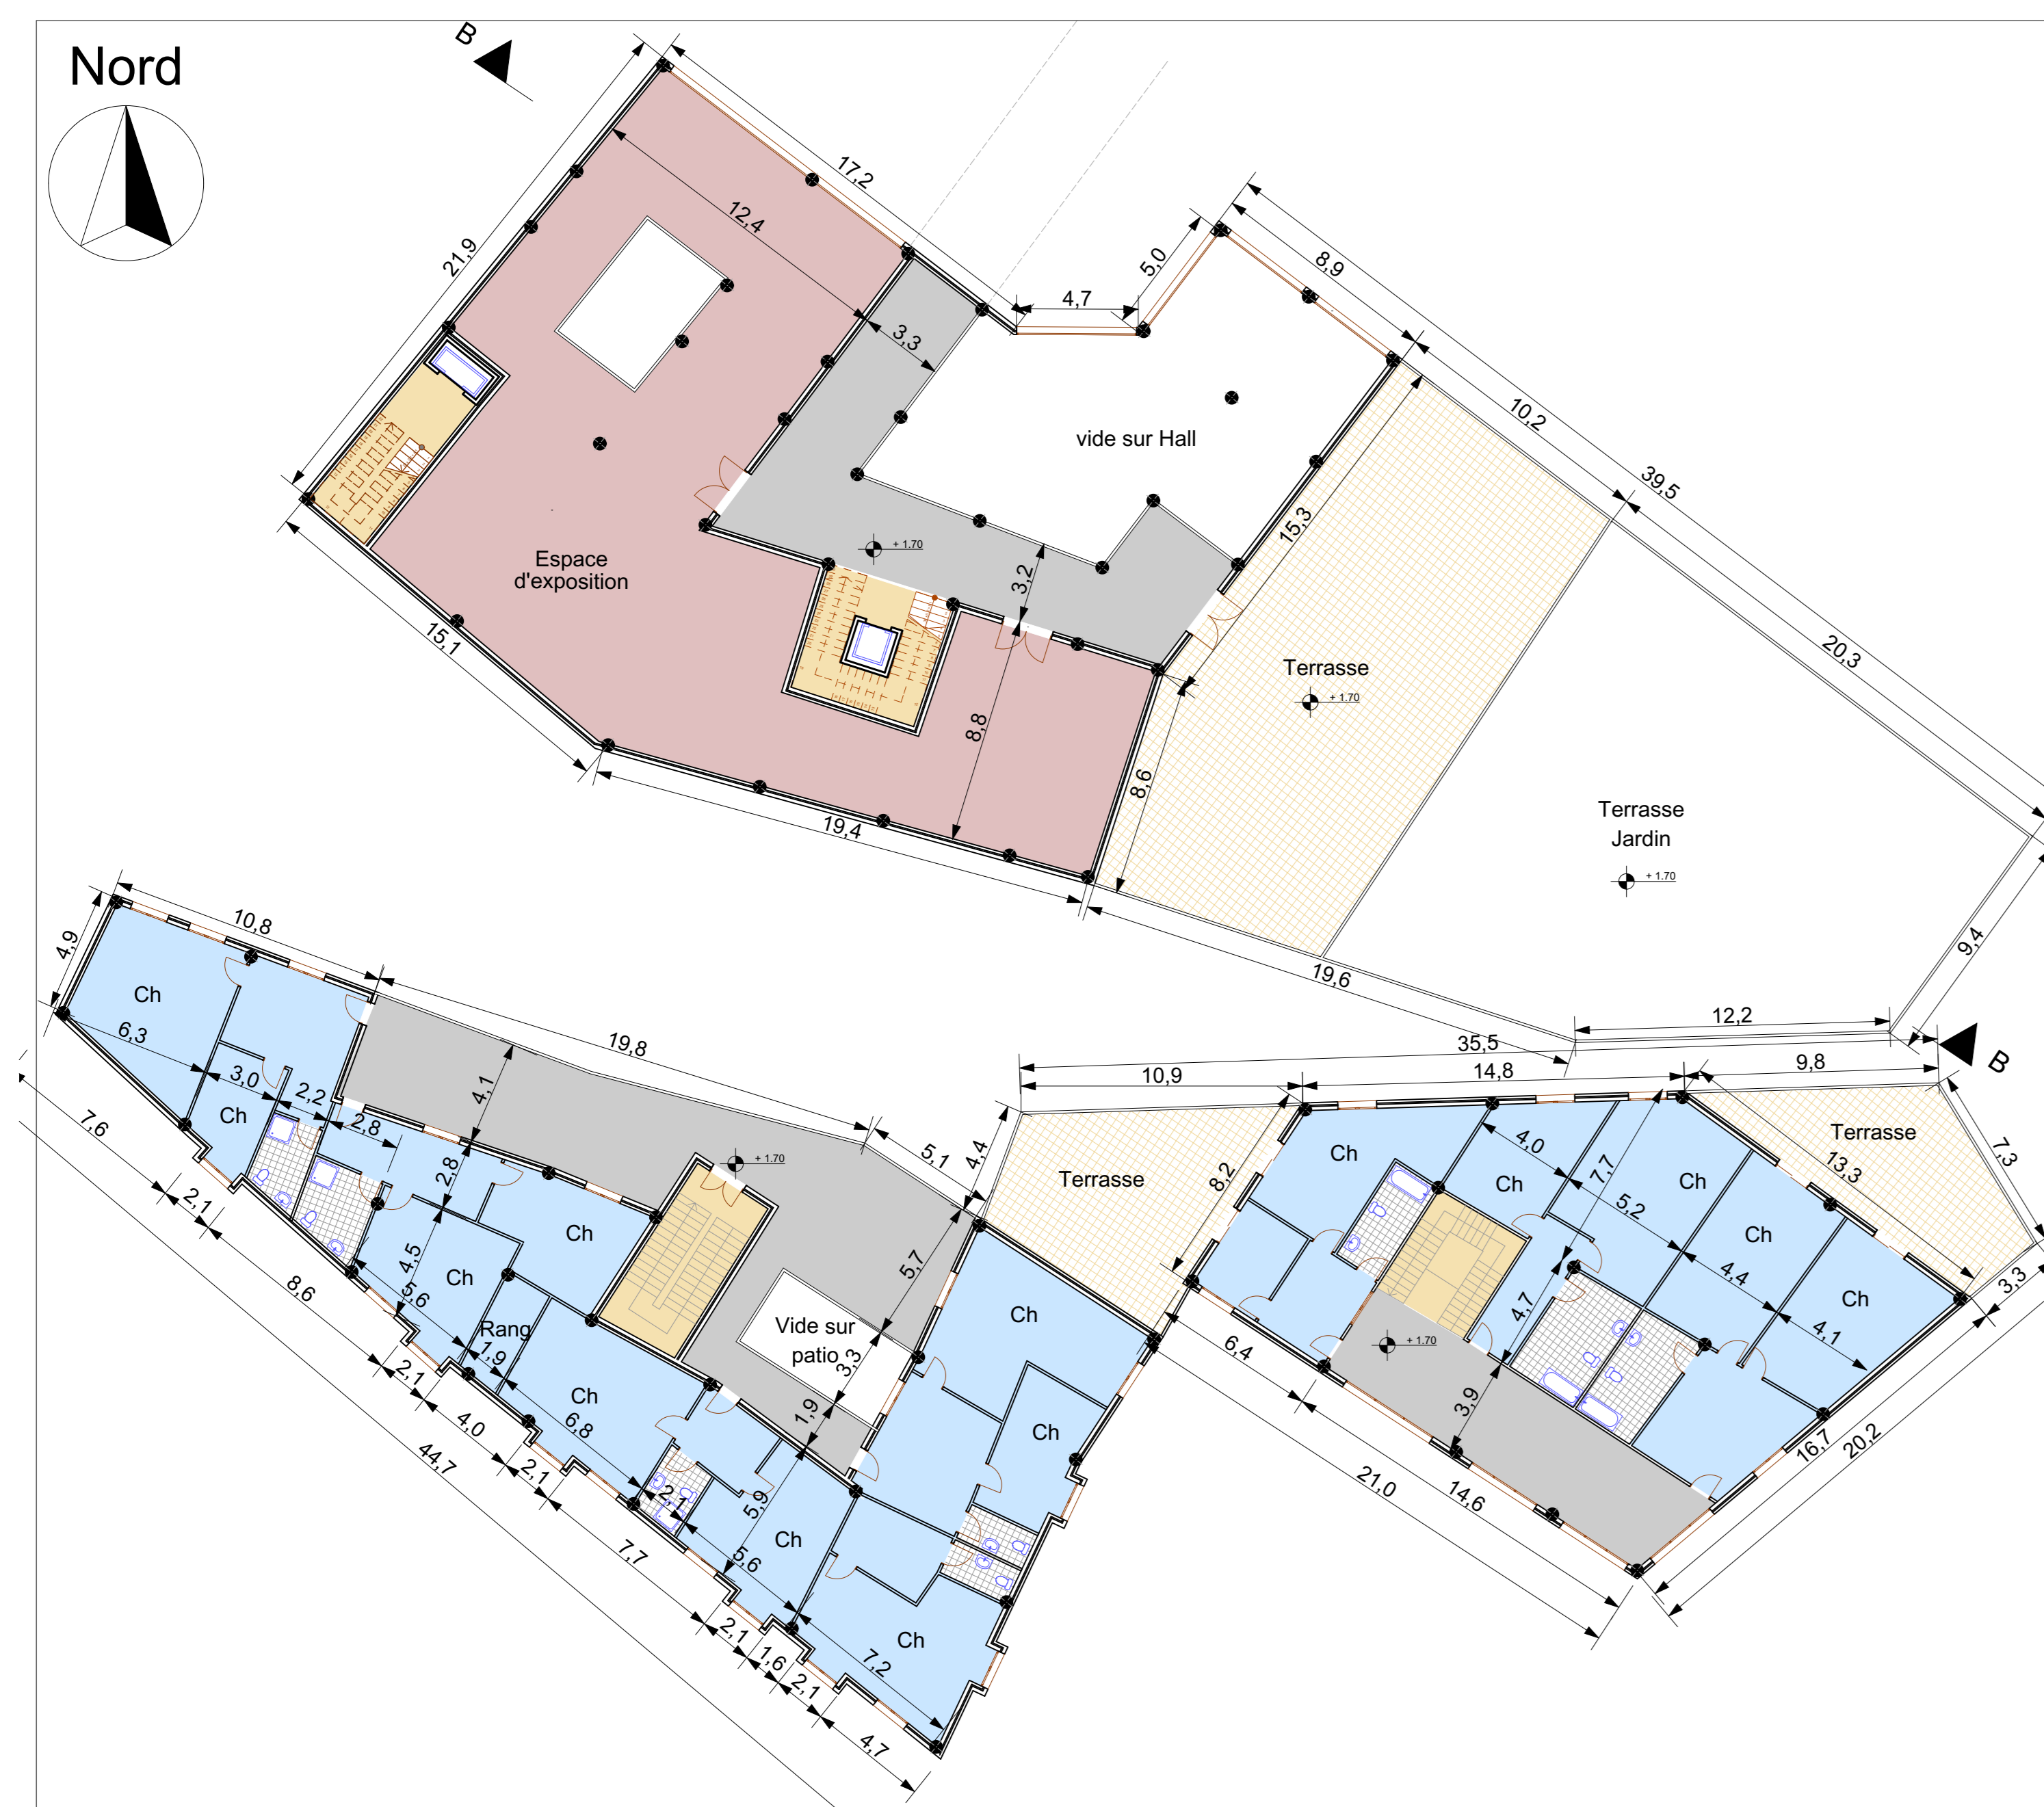 Nord
B
17,2
12,4
21,9
5,0
8,9
4,7
3,3
vide sur Hall
10,2
39,5
15,3
+ 1.70
Espace
d'exposition
3,2
15,1
Terrasse
+ 1.70
20,3
8,8
8,6
19,4
Terrasse
Jardin
+ 1.70
9,4
19,6
12,2
35,5
B
10,8
4,9
Ch
6,3
3,0
Ch
2,2
2,8
4,1
19,8
2,8
7,6
2,1
5,1
4,4
+ 1.70
Ch
4,5
Ch
5,6
8,6
Rang
1,9
5,7
Vide sur
patio
3,3
1,9
Ch
6,8
2,1
4,0
2,1
44,7
5,9
Ch
5,6
7,7
2,1
1,6
2,1
4,7
Ch
Ch
Ch
7,2
10,9
14,8
9,8
Terrasse
8,2
Ch
4,0
Ch
7,7
5,2
Ch
Ch
4,4
Ch
4,1
13,3
Terrasse
7,3
3,3
4,7
+ 1.70
3,9
6,4
14,6
21,0
16,7
20,2